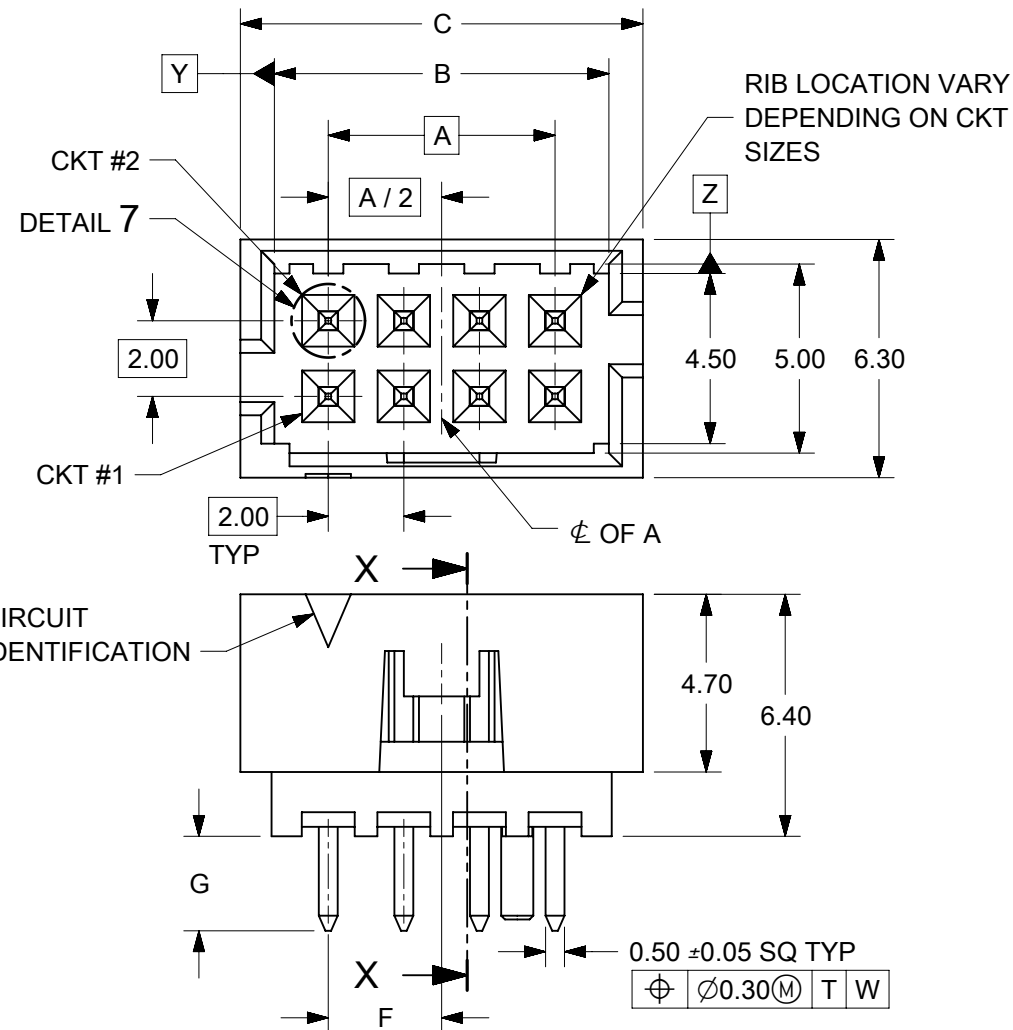 C
Y
B
RIB LOCATION VARY
DEPENDING ON CKT
SIZES
A
CKT #2
A / 2
Z
DETAIL 7
2.00
4.50
5.00
6.30
CKT #1
2.00
TYP
℄ OF A
X
IRCUIT
DENTIFICATION
4.70
6.40
G
0.50 ±0.05 SQ TYP
⌖ ∅0.30Ⓜ T W
X
F